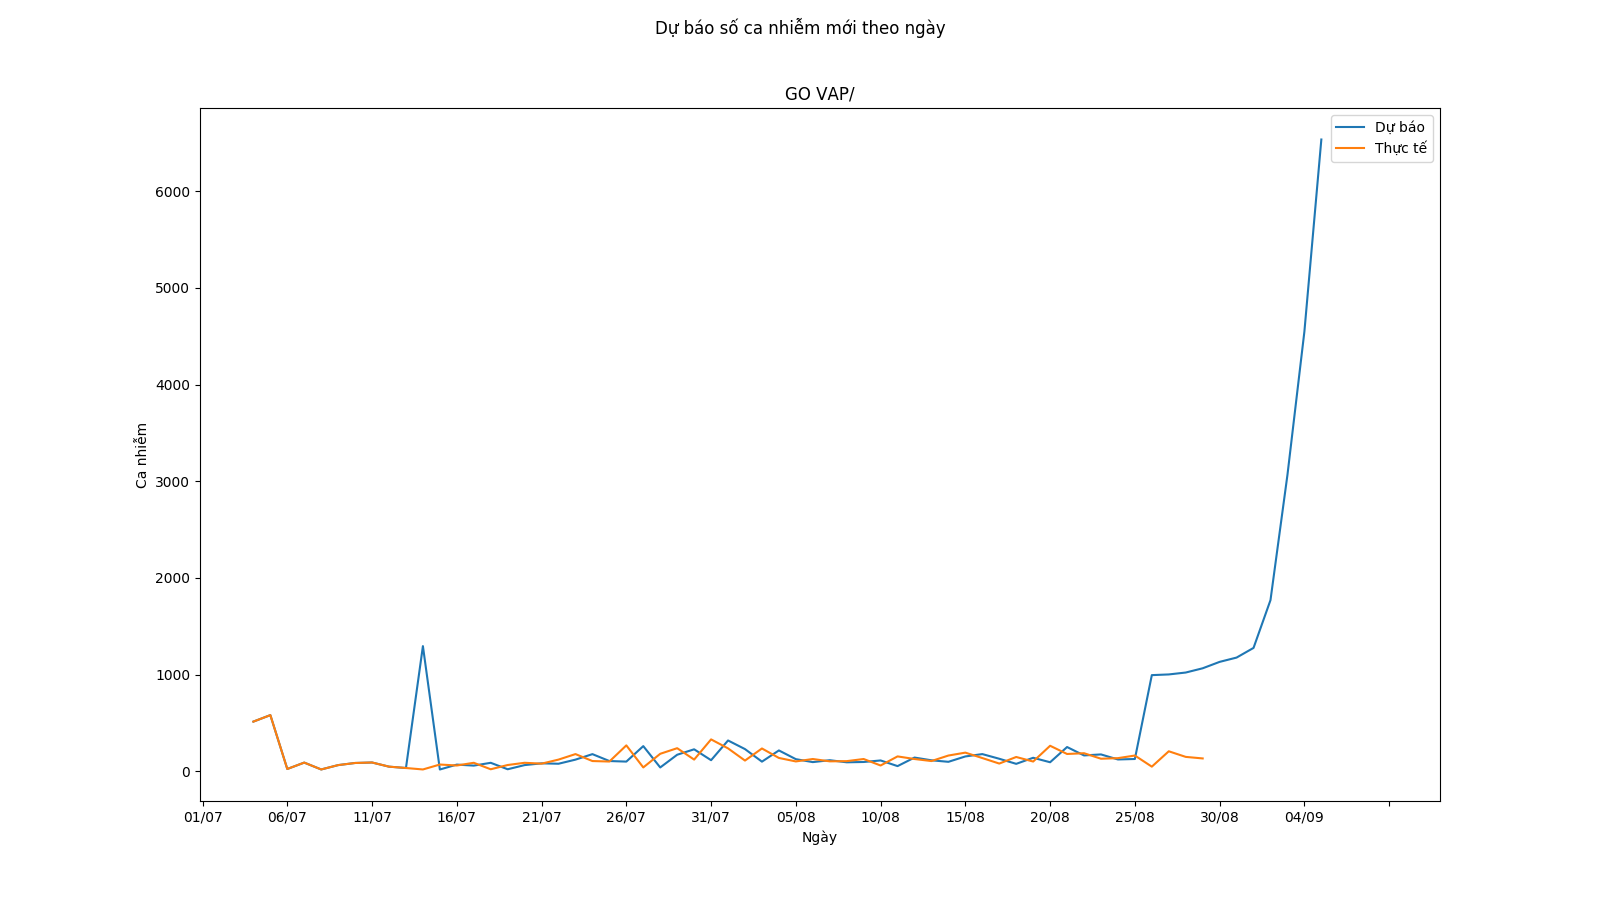 Dự báo số ca nhiễm mới theo ngày
GO VAP/
Dự báo
Thực tế
6000
5000
4000
3000
2000
1000
0
Ca nhiễm
01/07 06/07 11/07 16/07 21/07 26/07 31/07 05/08 10/08 15/08 20/08 25/08 30/08 04/09
Ngày